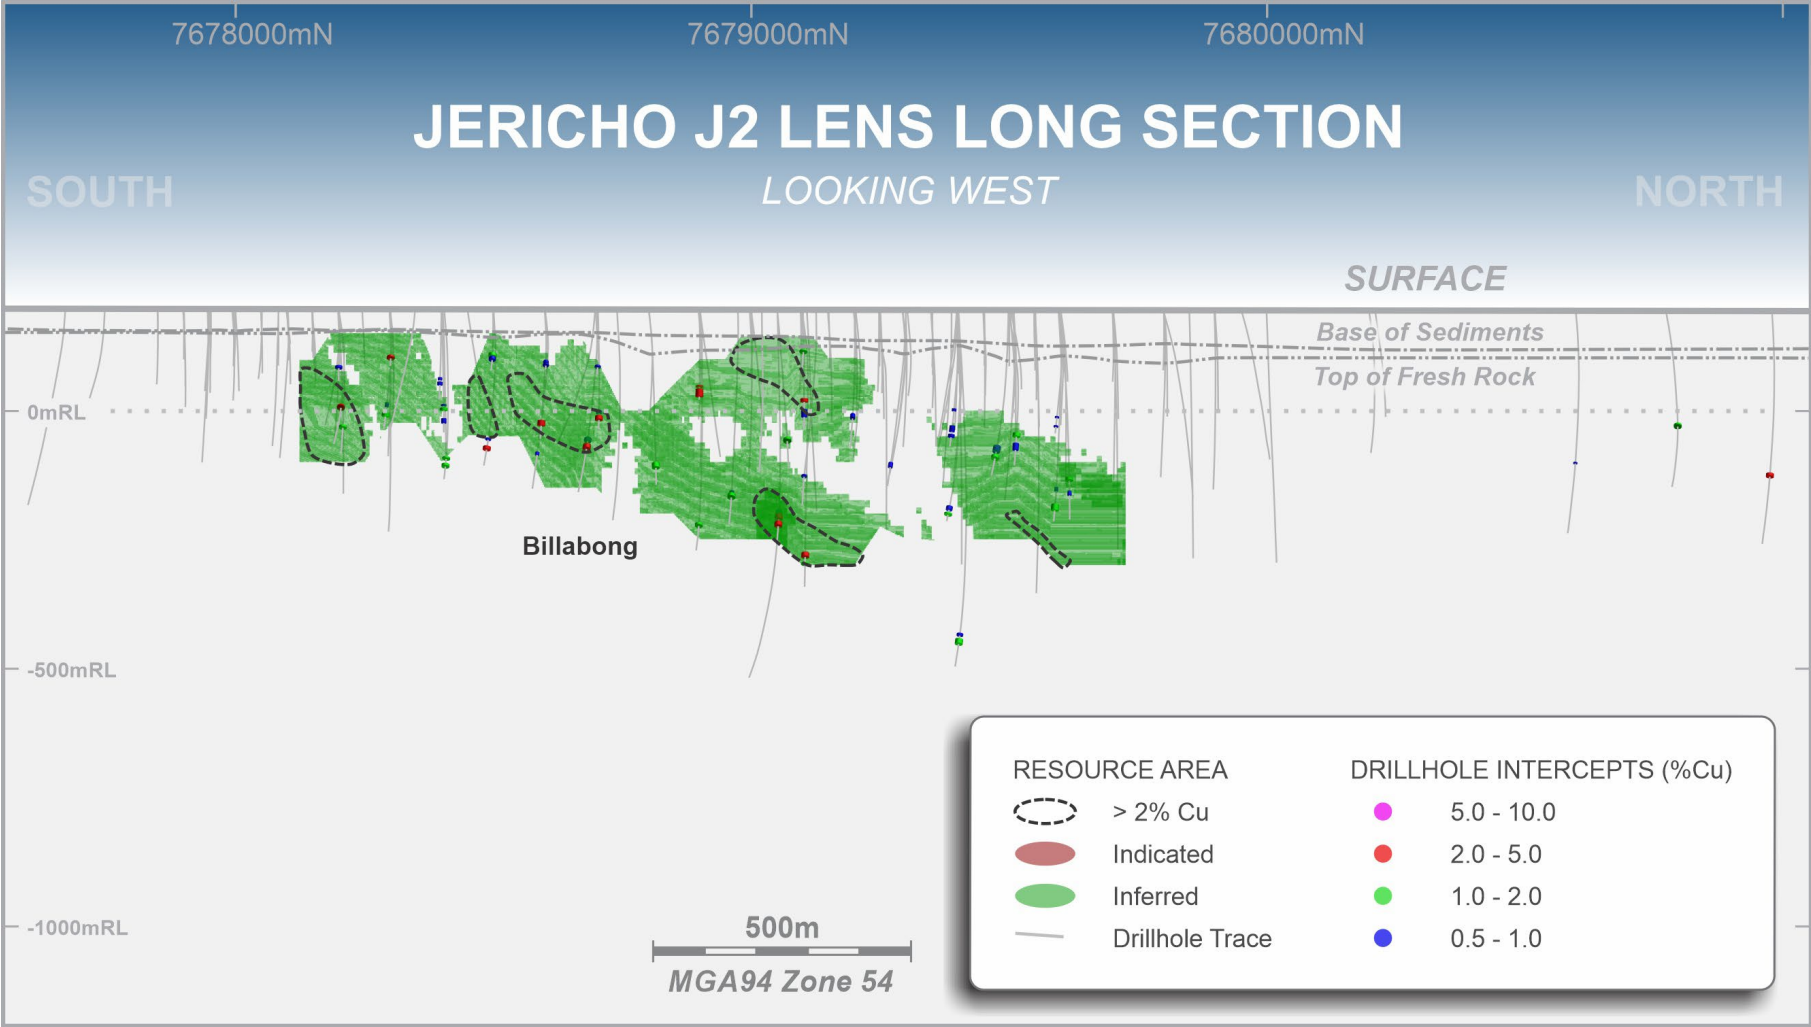 7678000mN 7679000mN 7680000mN
JERICHO J2 LENS LONG SECTION
SOUTH LOOKING WEST NORTH
SURFACE
Base of Sediments
Top of Fresh Rock
0mRL
Billabong
-500mRL
RESOURCE AREA DRILLHOLE INTERCEPTS (%Cu)
> 2% Cu 5.0 - 10.0
Indicated 2.0 - 5.0
Inferred 1.0 - 2.0
Drillhole Trace 0.5 - 1.0
-1000mRL
500m
MGA94 Zone 54